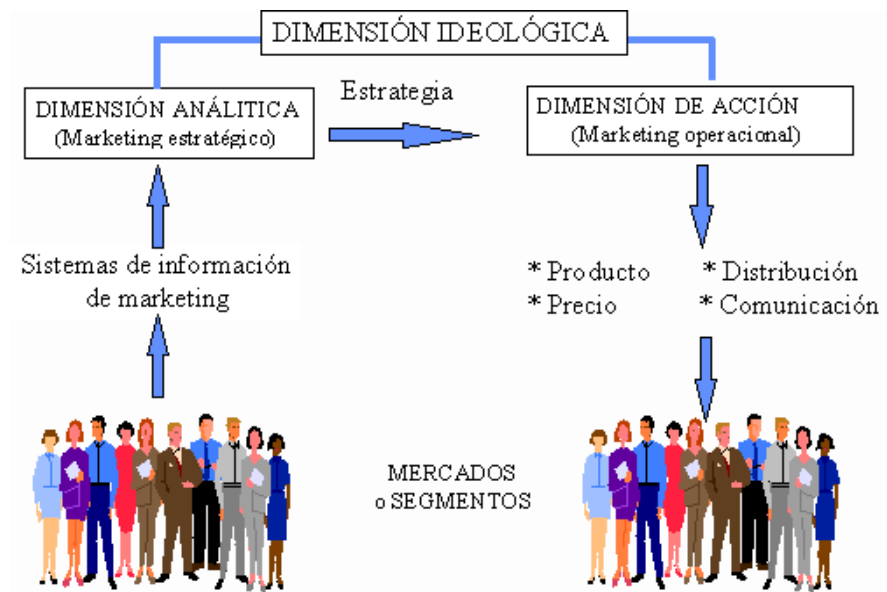 DIMENSIÓN IDEOLÓGICA
DIMENSIÓN ANÁLITICA
(Marketing estratégico)
Estrategia
DIMENSIÓN DE ACCIÓN
(Marketing operacional)
Sistemas de información
de marketing
* Producto * Distribución
* Precio * Comunicación
MERCADOS
o SEGMENTOS